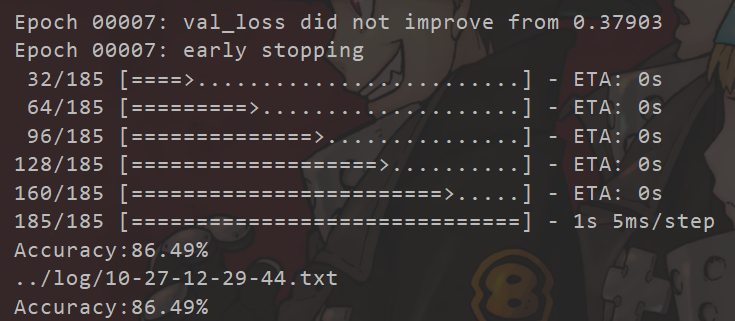 Epoch 00007: val_loss did not improve from 0.37903
Epoch 00007: early stopping
32/185 [====>.........................] - ETA: 0s
64/185 [=========>....................] - ETA: 0s
96/185 [==============>...............] - ETA: 0s
128/185 [===================>..........] - ETA: 0s
160/185 [========================>.....] - ETA: 0s
185/185 [==============================] - 1s 5ms/step
Accuracy:86.49%
../log/10-27-12-29-44.txt
Accuracy:86.49%
8